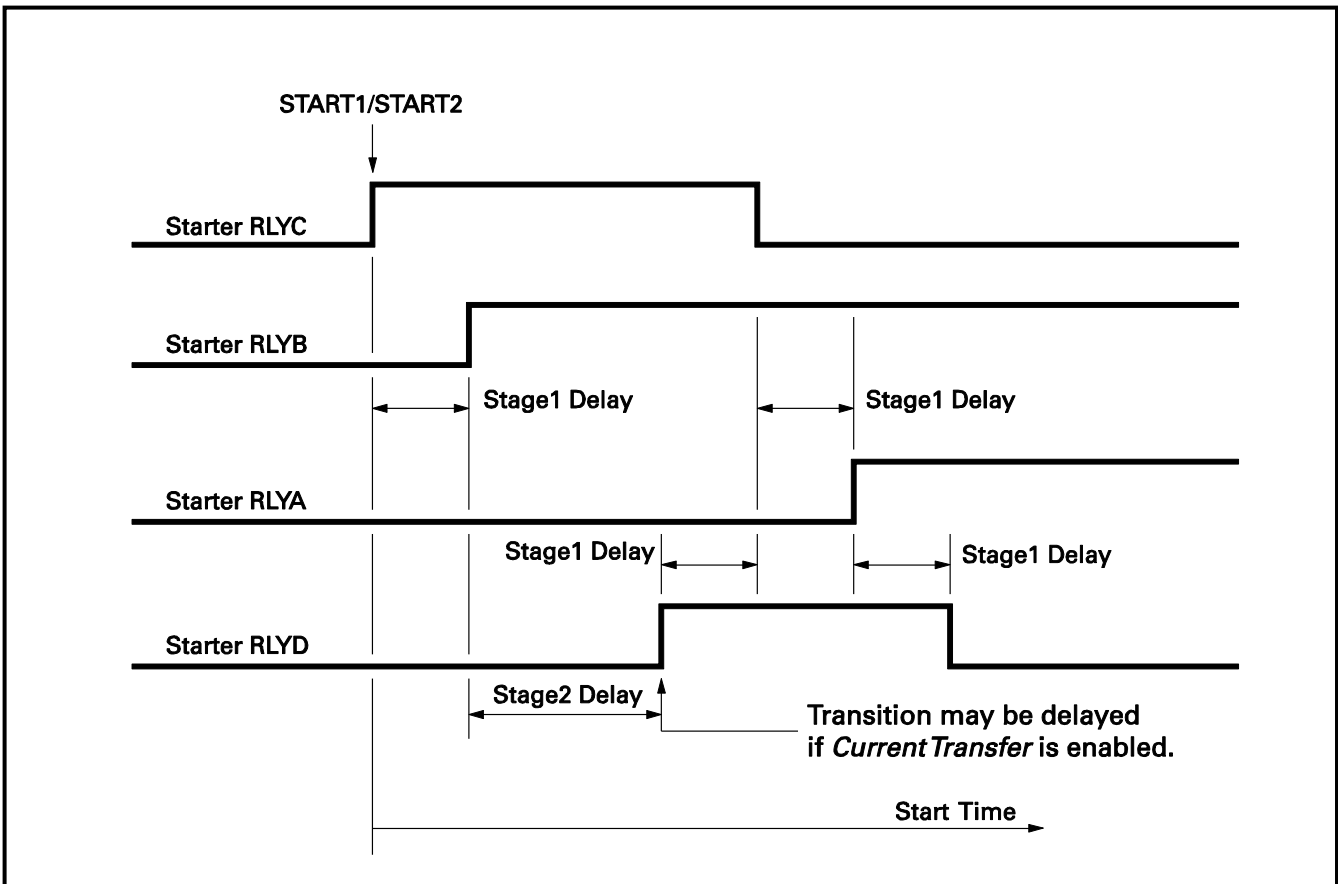 START1/START2
Starter RLYC
Starter RLYB
Stage1 Delay
Stage1 Delay
Starter RLYA
Stage1 Delay
Stage1 Delay
Starter RLYD
Stage2 Delay
Transition may be delayed
if Current Transfer is enabled.
Start Time